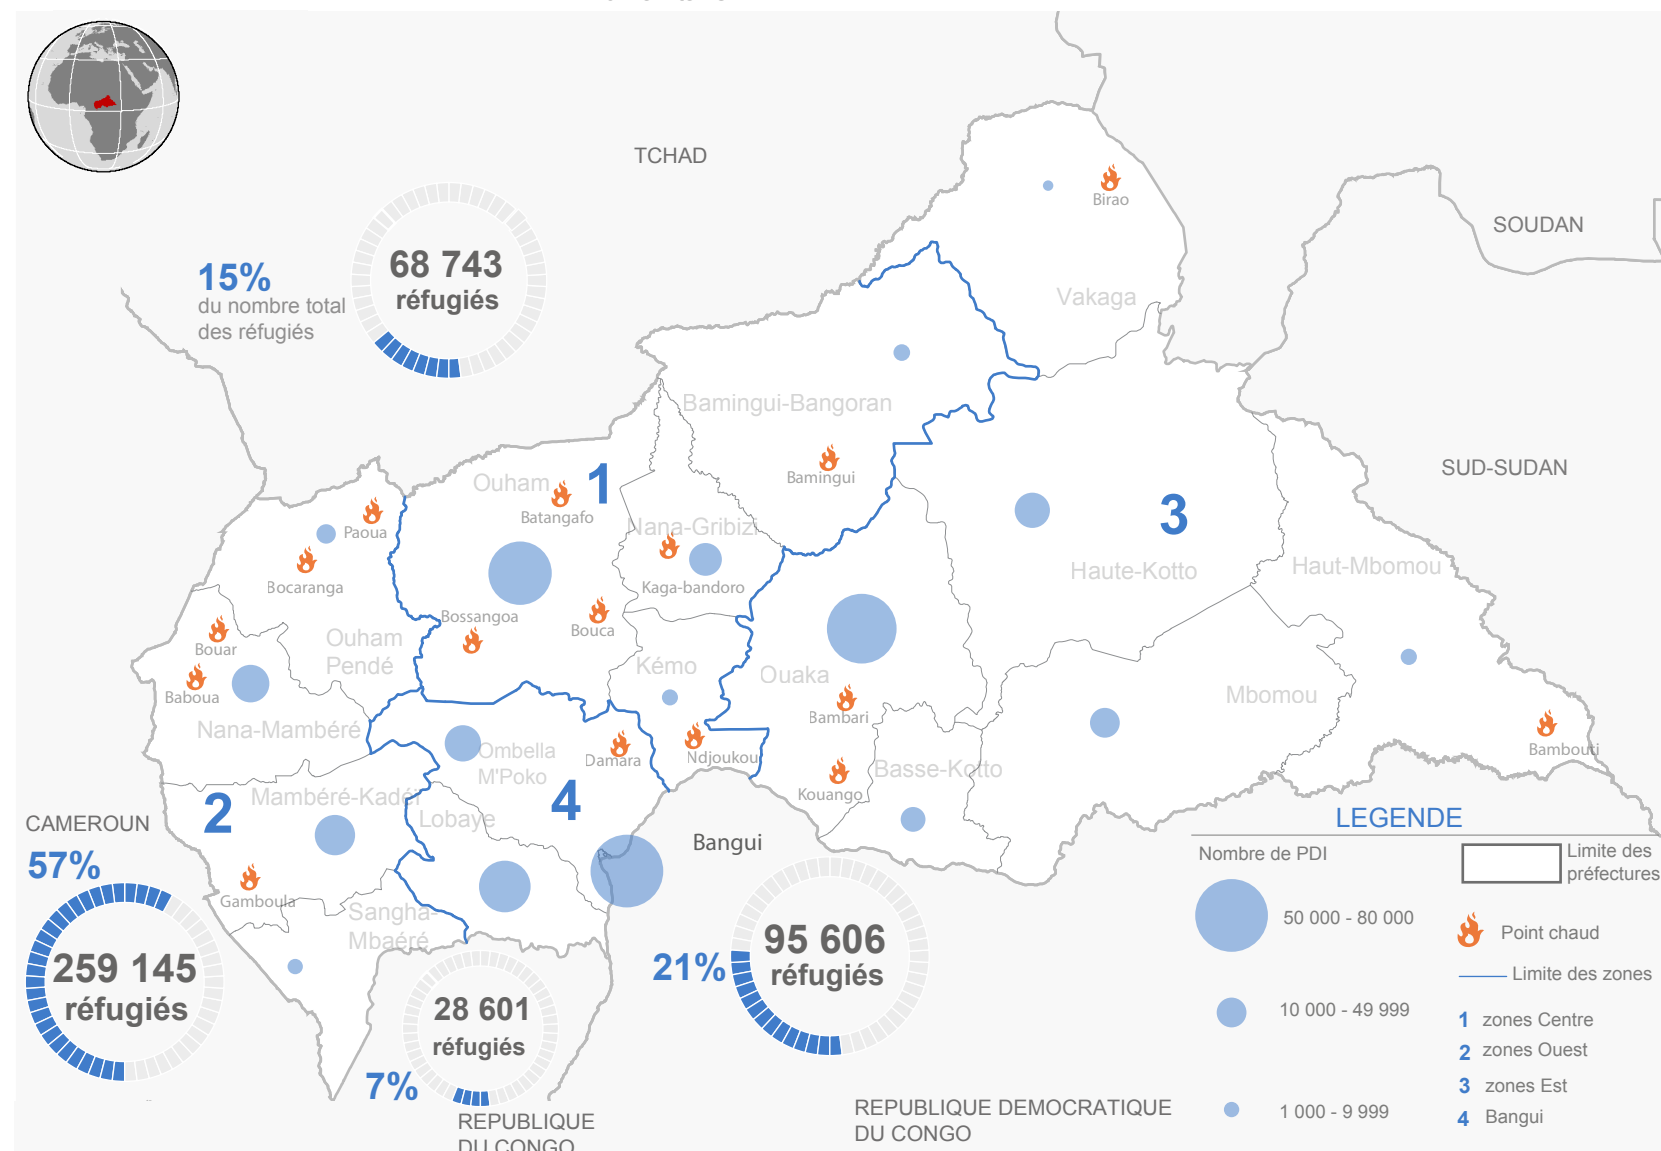 TCHAD
SOUDAN
SUD-SUDAN
15%
du nombre total
des réfugiés
68 743
réfugiés
Birao
Vakaga
Bamingui-Bangoran
Bamingui
Ouham
1
Batangafo
Paoua
Bocaranga
Nana-Gribizi
Kaga-bandoro
3
Haute-Kotto
Haut-Mbomou
Bossangoa
Bouca
Bouar
Baboua
Ouham
Pendé
Kémo
Ouaka
Bambari
Mbomou
Nana-Mambéré
Ombella
M'Poko
Damara
Ndjoukou
Bambouti
Basse-Kotto
Kouango
Mambéré-Kadéi
2
4
Lobaye
Bangui
Gamboula
Sangha-
Mbaéré
CAMEROUN
57%
259 145
réfugiés
28 601
réfugiés
7%
REPUBLIQUE
DU CONGO
21%
95 606
réfugiés
REPUBLIQUE DEMOCRATIQUE
DU CONGO
LEGENDE
Nombre de PDI
50 000 - 80 000
10 000 - 49 999
1 000 - 9 999
Limite des
préfectures
Point chaud
Limite des zones
1 zones Centre
2 zones Ouest
3 zones Est
4 Bangui